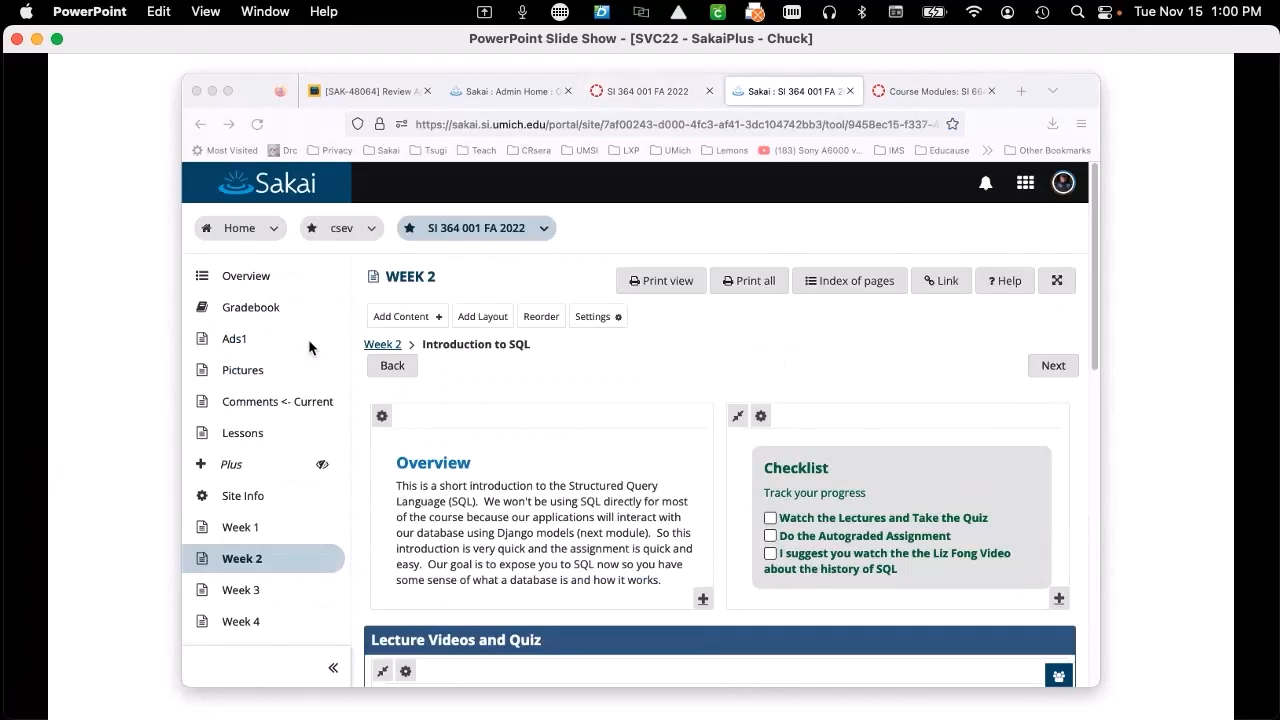 PowerPoint Edit View Window Help Tue Nov 15 1:00 PM
PowerPoint Slide Show - [SVC22 - SakaiPlus - Chuck]
[SAK-48064] Review A Sakai : Admin Home : SI 364 001 FA 2022 Sakai : SI 364 001 FA 2 Course Modules: SI 66
https://sakai.si.umich.edu/portal/site/7af00243-d000-4fc3-af41-3dc104742bb3/tool/9458ec15-f337-4
Most Visited Drc Privacy Sakai Tsugi Teach CRsera UMSI LXP UMich Lemons (183) Sony A6000 v... IMS Educause Other Bookmarks
Sakai
Home csev SI 364 001 FA 2022
Overview
Gradebook
Ads1
Pictures
Comments <- Current
Lessons
Plus
Site Info
Week 1
Week 2
Week 3
Week 4
WEEK 2
Print view Print all Index of pages Link ? Help
Add Content + Add Layout Reorder Settings
Week 2 > Introduction to SQL
Back Next
Overview
This is a short introduction to the Structured Query
Language (SQL). We won't be using SQL directly for most
of the course because our applications will interact with
our database using Django models (next module). So this
introduction is very quick and the assignment is quick and
easy. Our goal is to expose you to SQL now so you have
some sense of what a database is and how it works.
Checklist
Track your progress
Watch the Lectures and Take the Quiz
Do the Autograded Assignment
I suggest you watch the the Liz Fong Video
about the history of SQL
Lecture Videos and Quiz